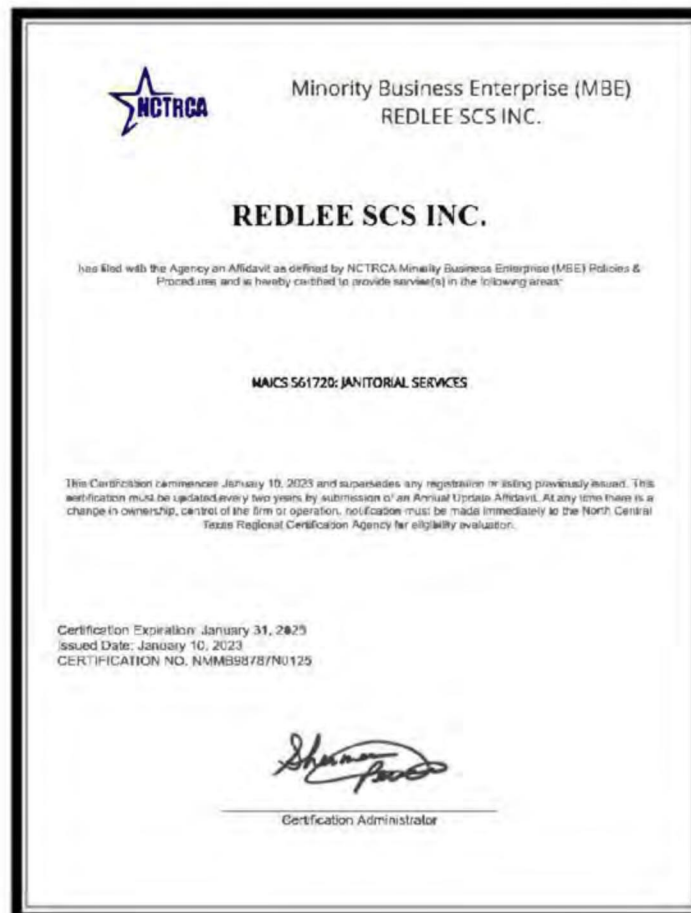 NCTRCA
Minority Business Enterprise (MBE)
REDLEE SCS INC.
REDLEE SCS INC.
has filed with the Agency an Affidavit as defined by NCTRCA Minority Business Enterprise (MBE) Policies &
Procedures and is hereby certified to provide service(s) in the following areas:
NAICS 561720: JANITORIAL SERVICES
This Certification commences January 10, 2023 and supersedes any registration or listing previously issued. This
certification must be updated every two years by submission of an Annual Update Affidavit. At any time there is a
change in ownership, control of the firm or operation, notification must be made immediately to the North Central
Texas Regional Certification Agency for eligibility evaluation.
Certification Expiration: January 31, 2025
Issued Date: January 10, 2023
CERTIFICATION NO. NMMB98787N0125
Certification Administrator